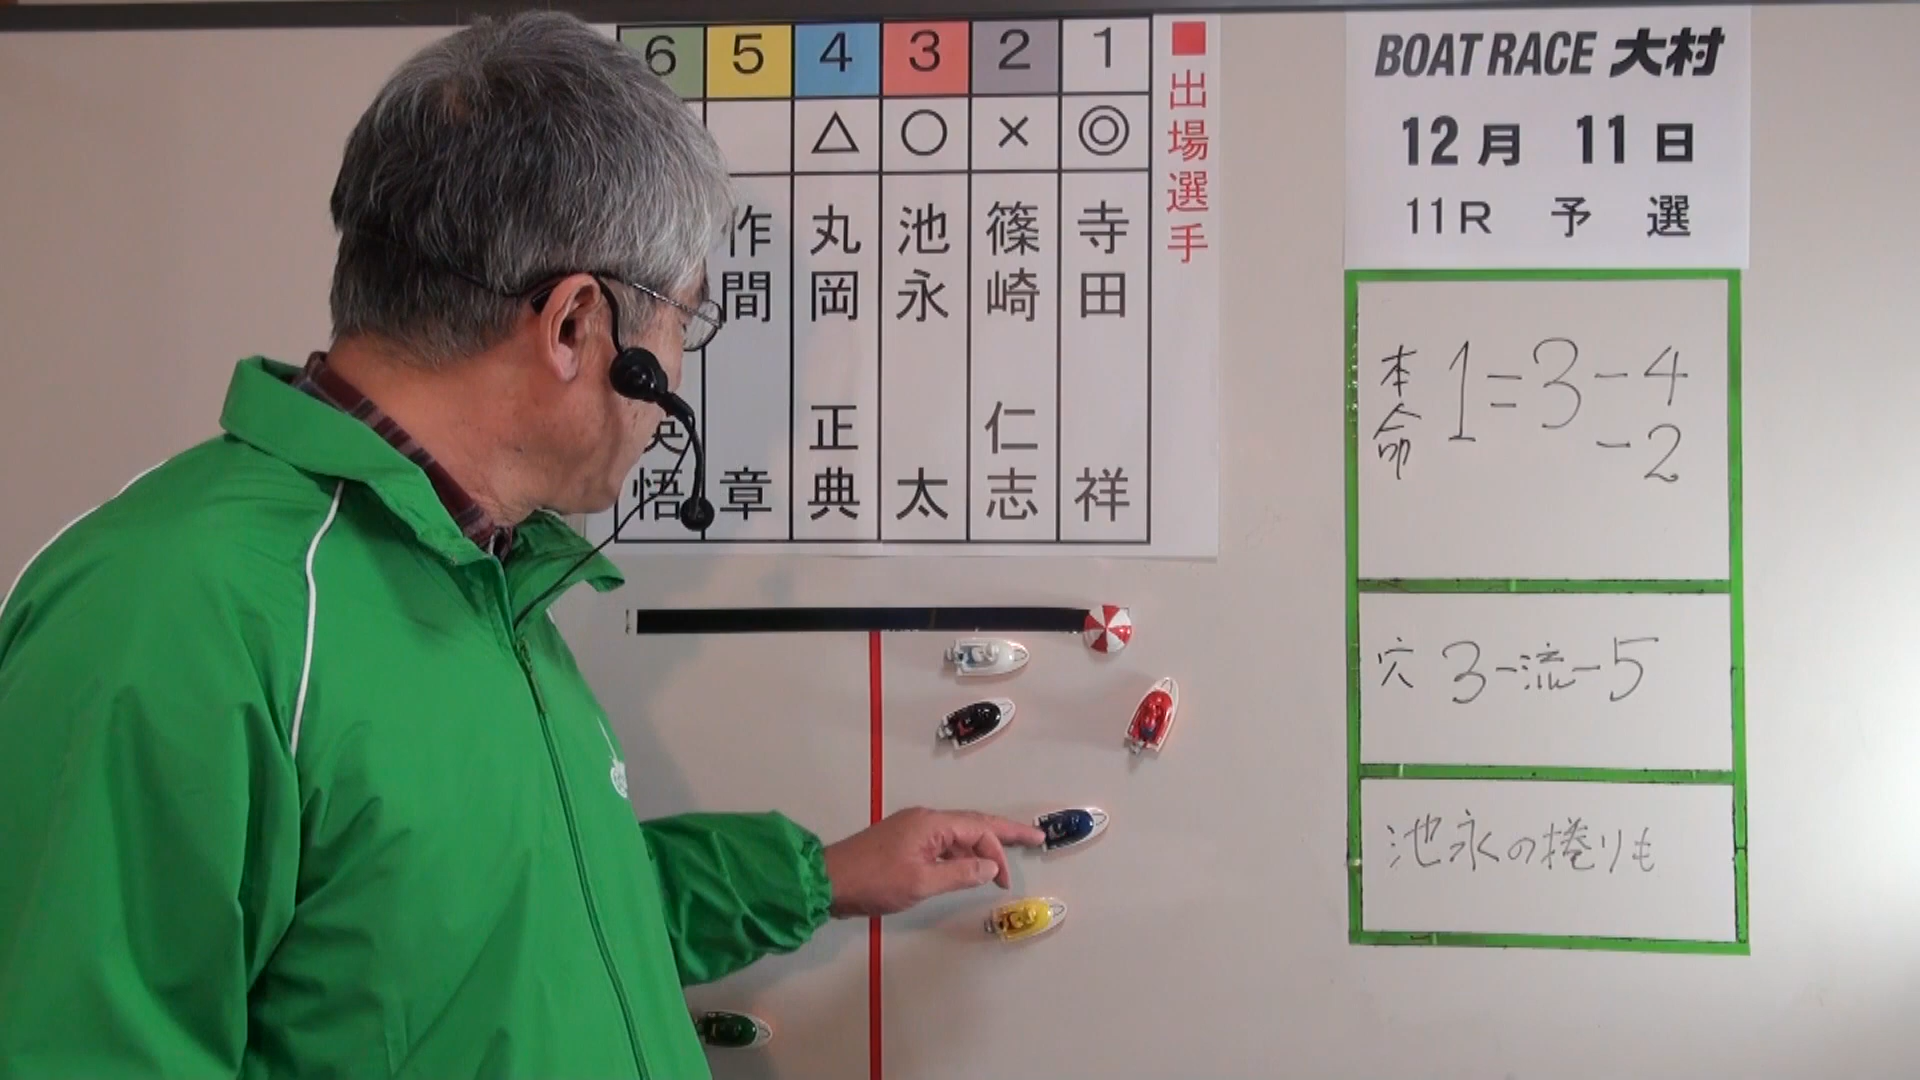 BOAT RACE 大村
12月 11日
11R 予選
■出場選手
1 ◎ 寺田 祥
2 × 篠崎 仁志
3 ○ 池永 太
4 △ 丸岡 正典
5 作間 章
6 英悟
本命 1=3-4
-2
穴 3-流-5
池永の捲りも